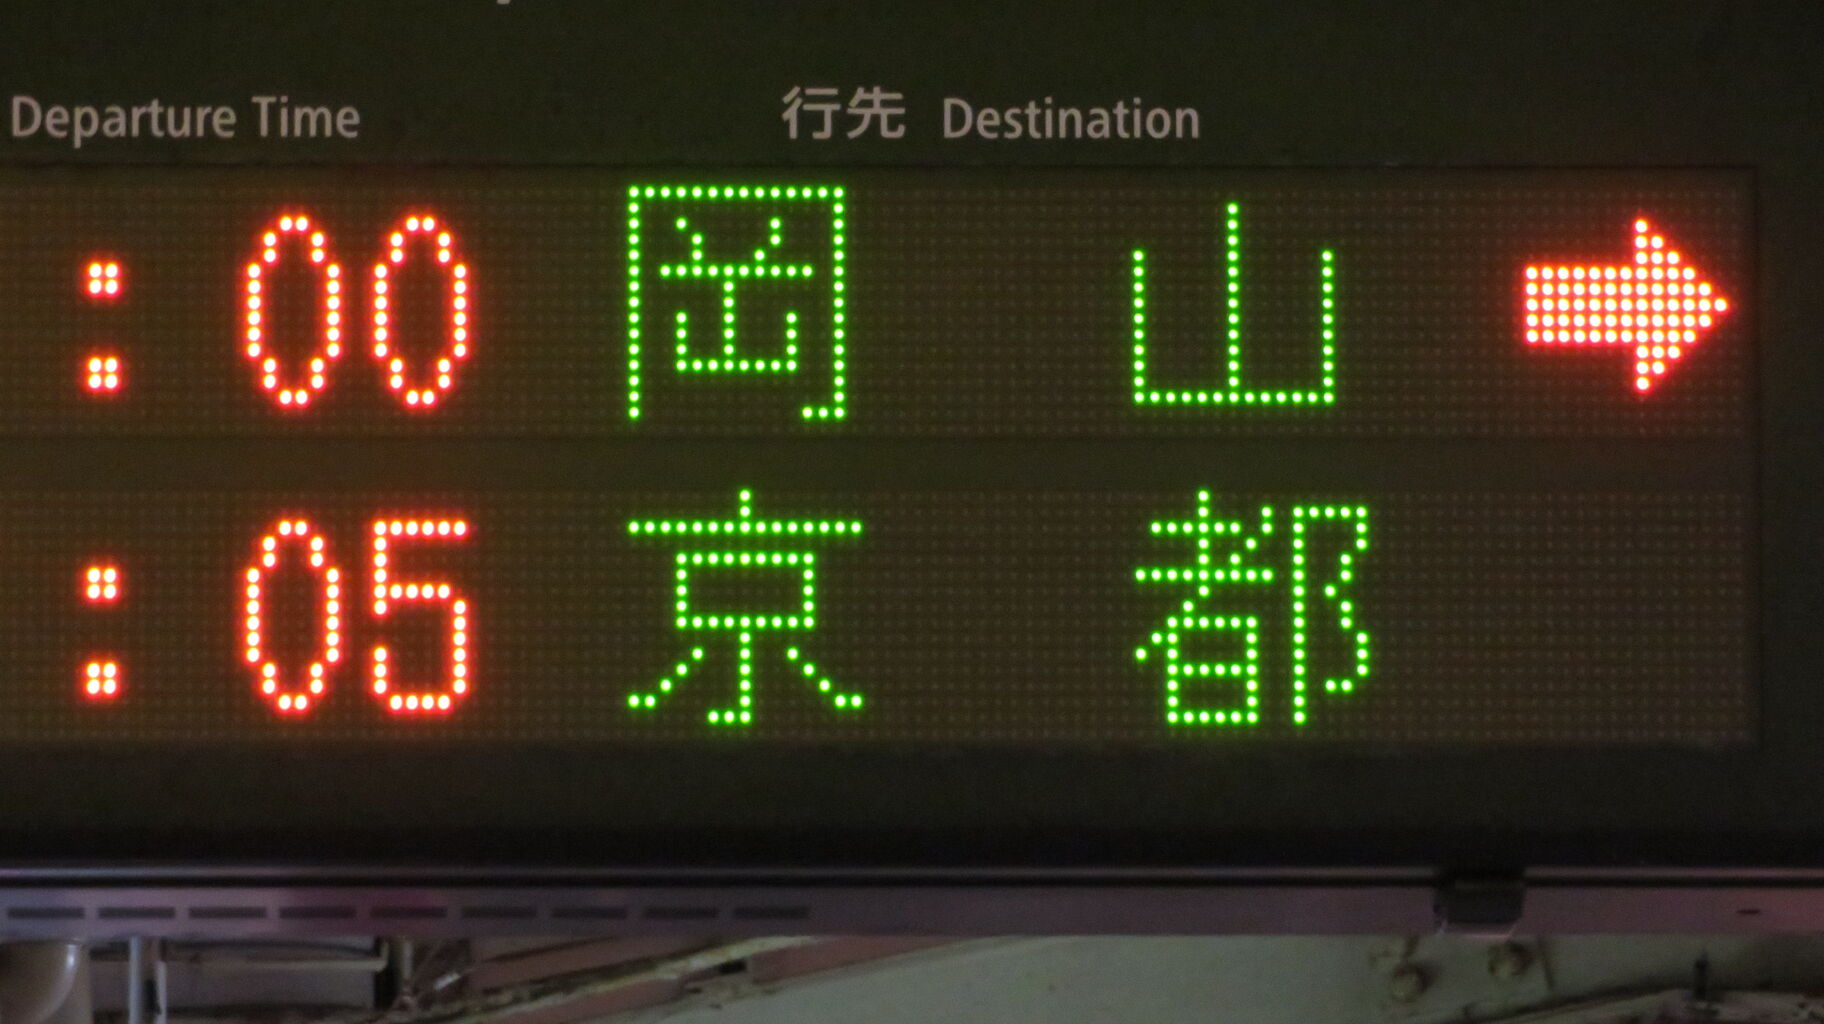 Departure Time 行先 Destination
:00 岡山 →
:05 京都